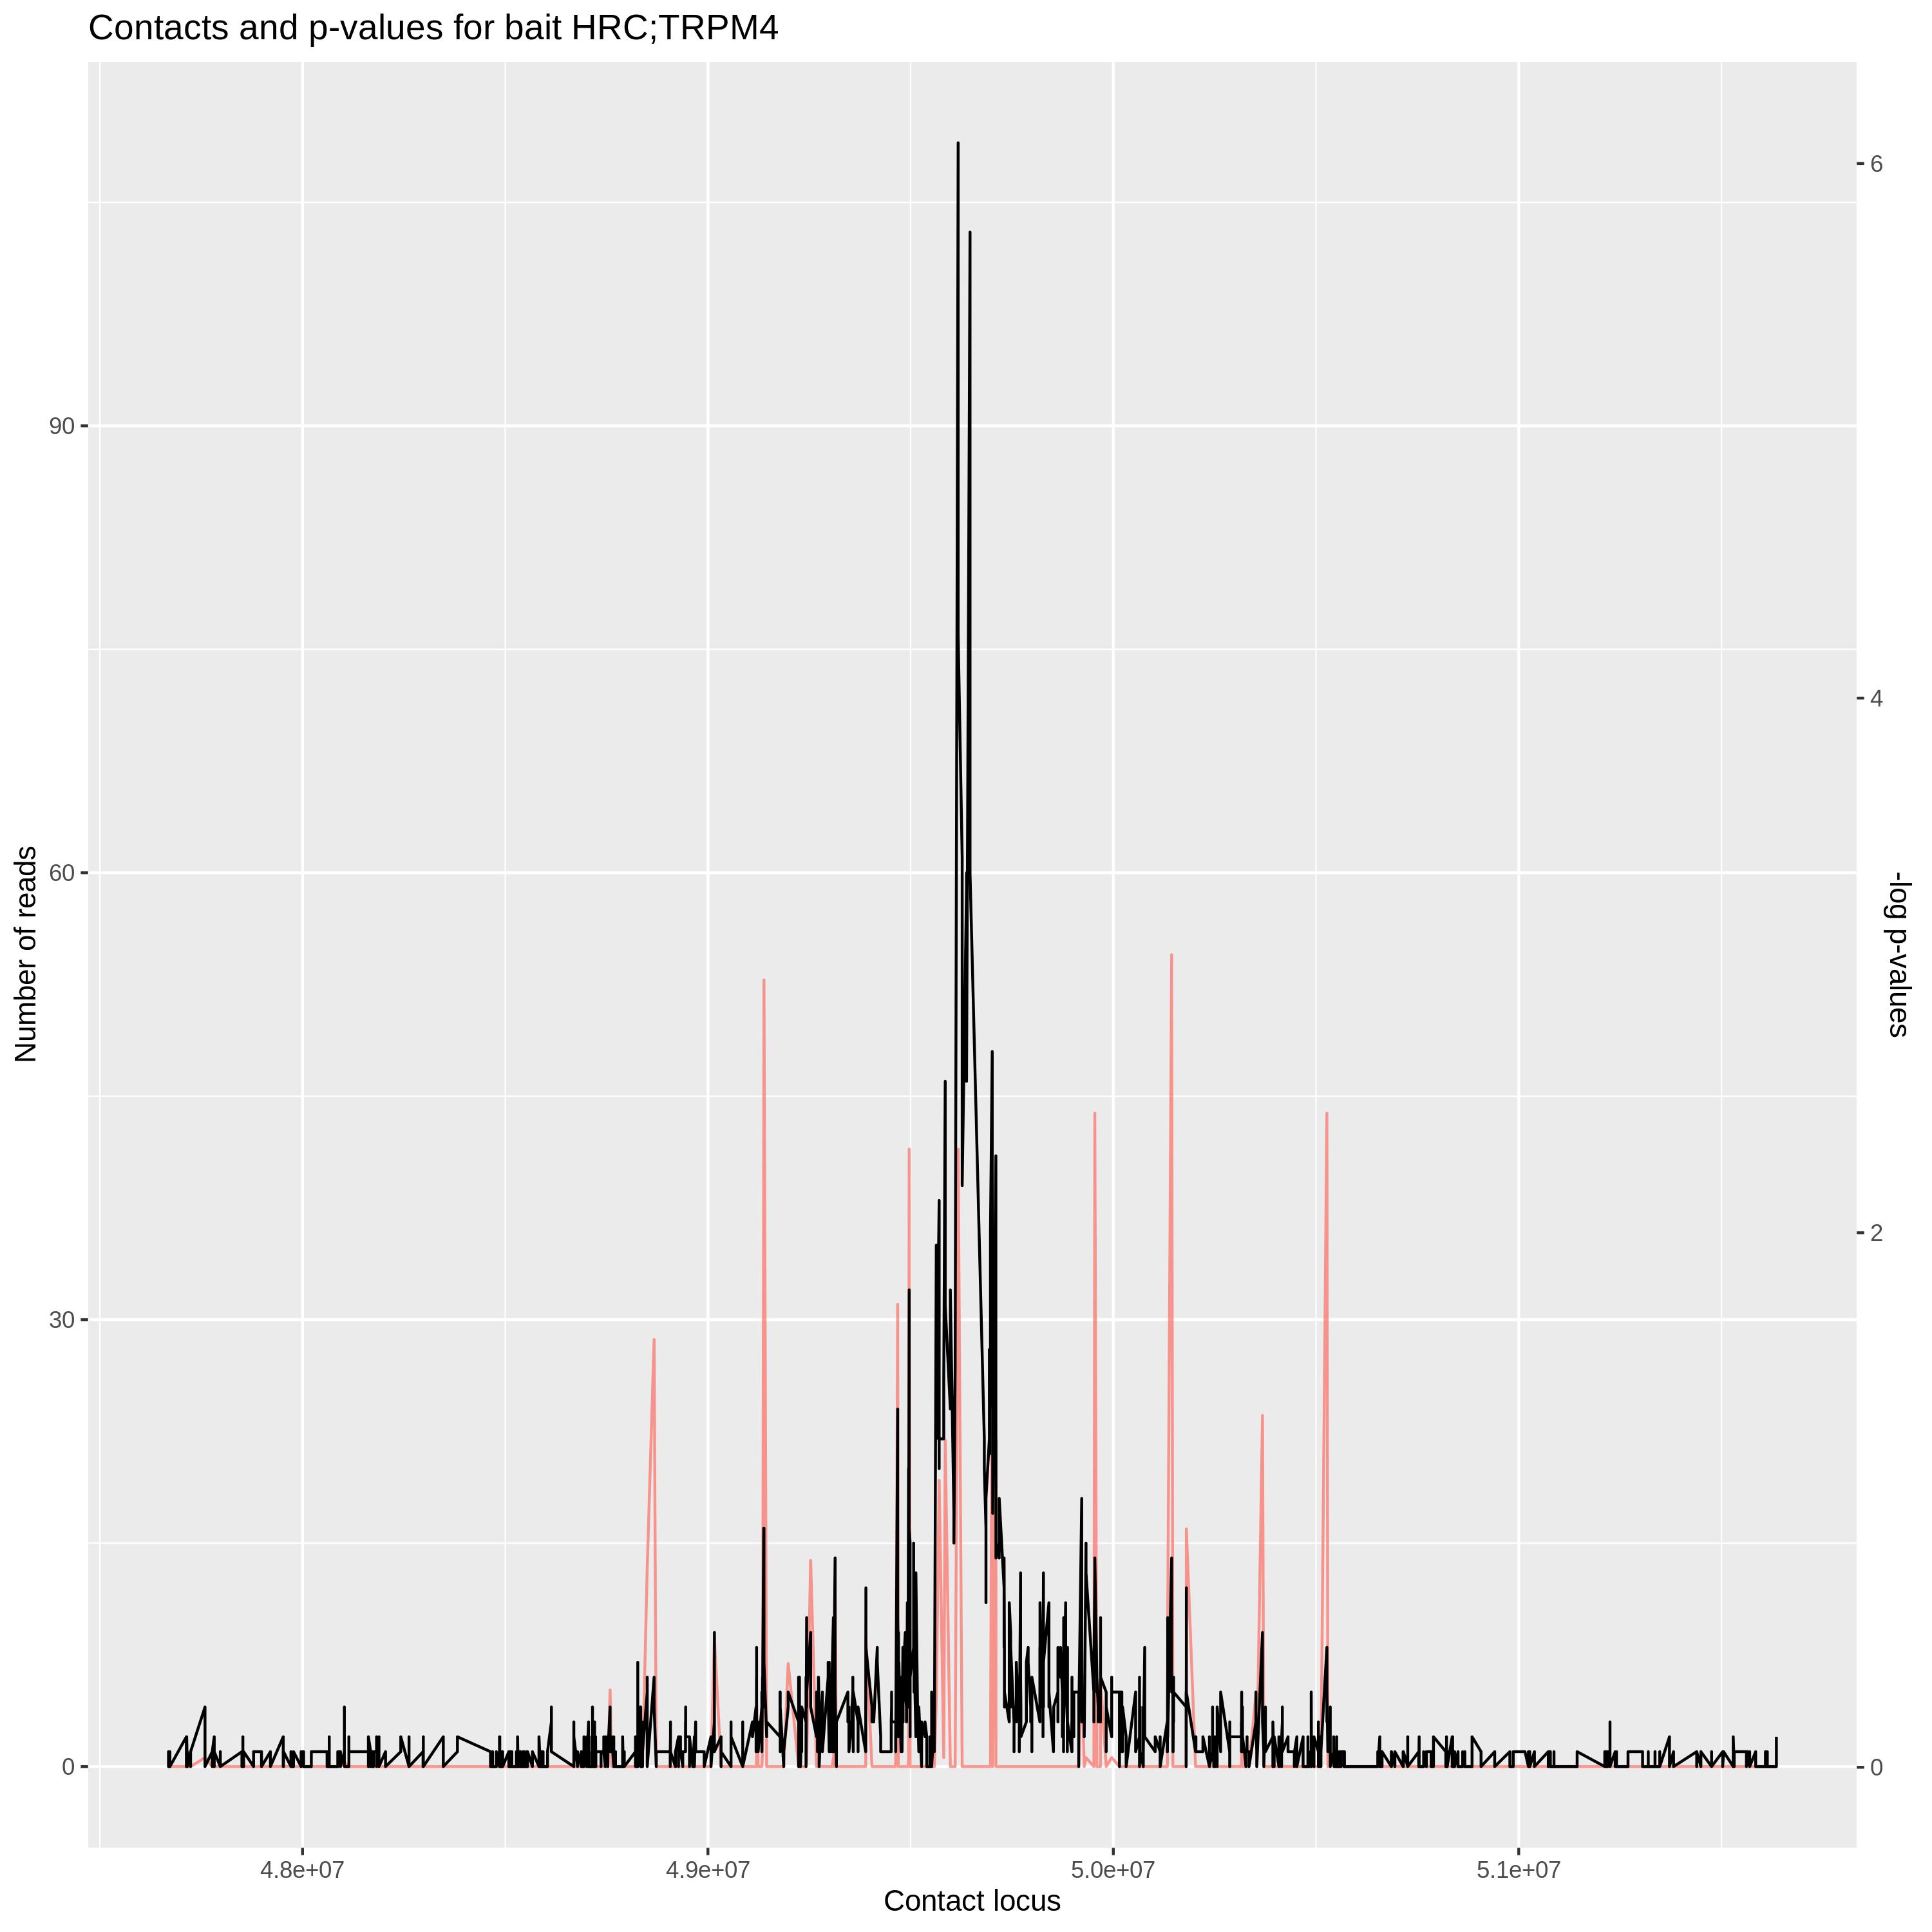 Contacts and p-values for bait HRC;TRPM4
6
90
4
60
Number of reads
-log p-values
2
30
0
0
4.8e+07 4.9e+07 5.0e+07 5.1e+07
Contact locus